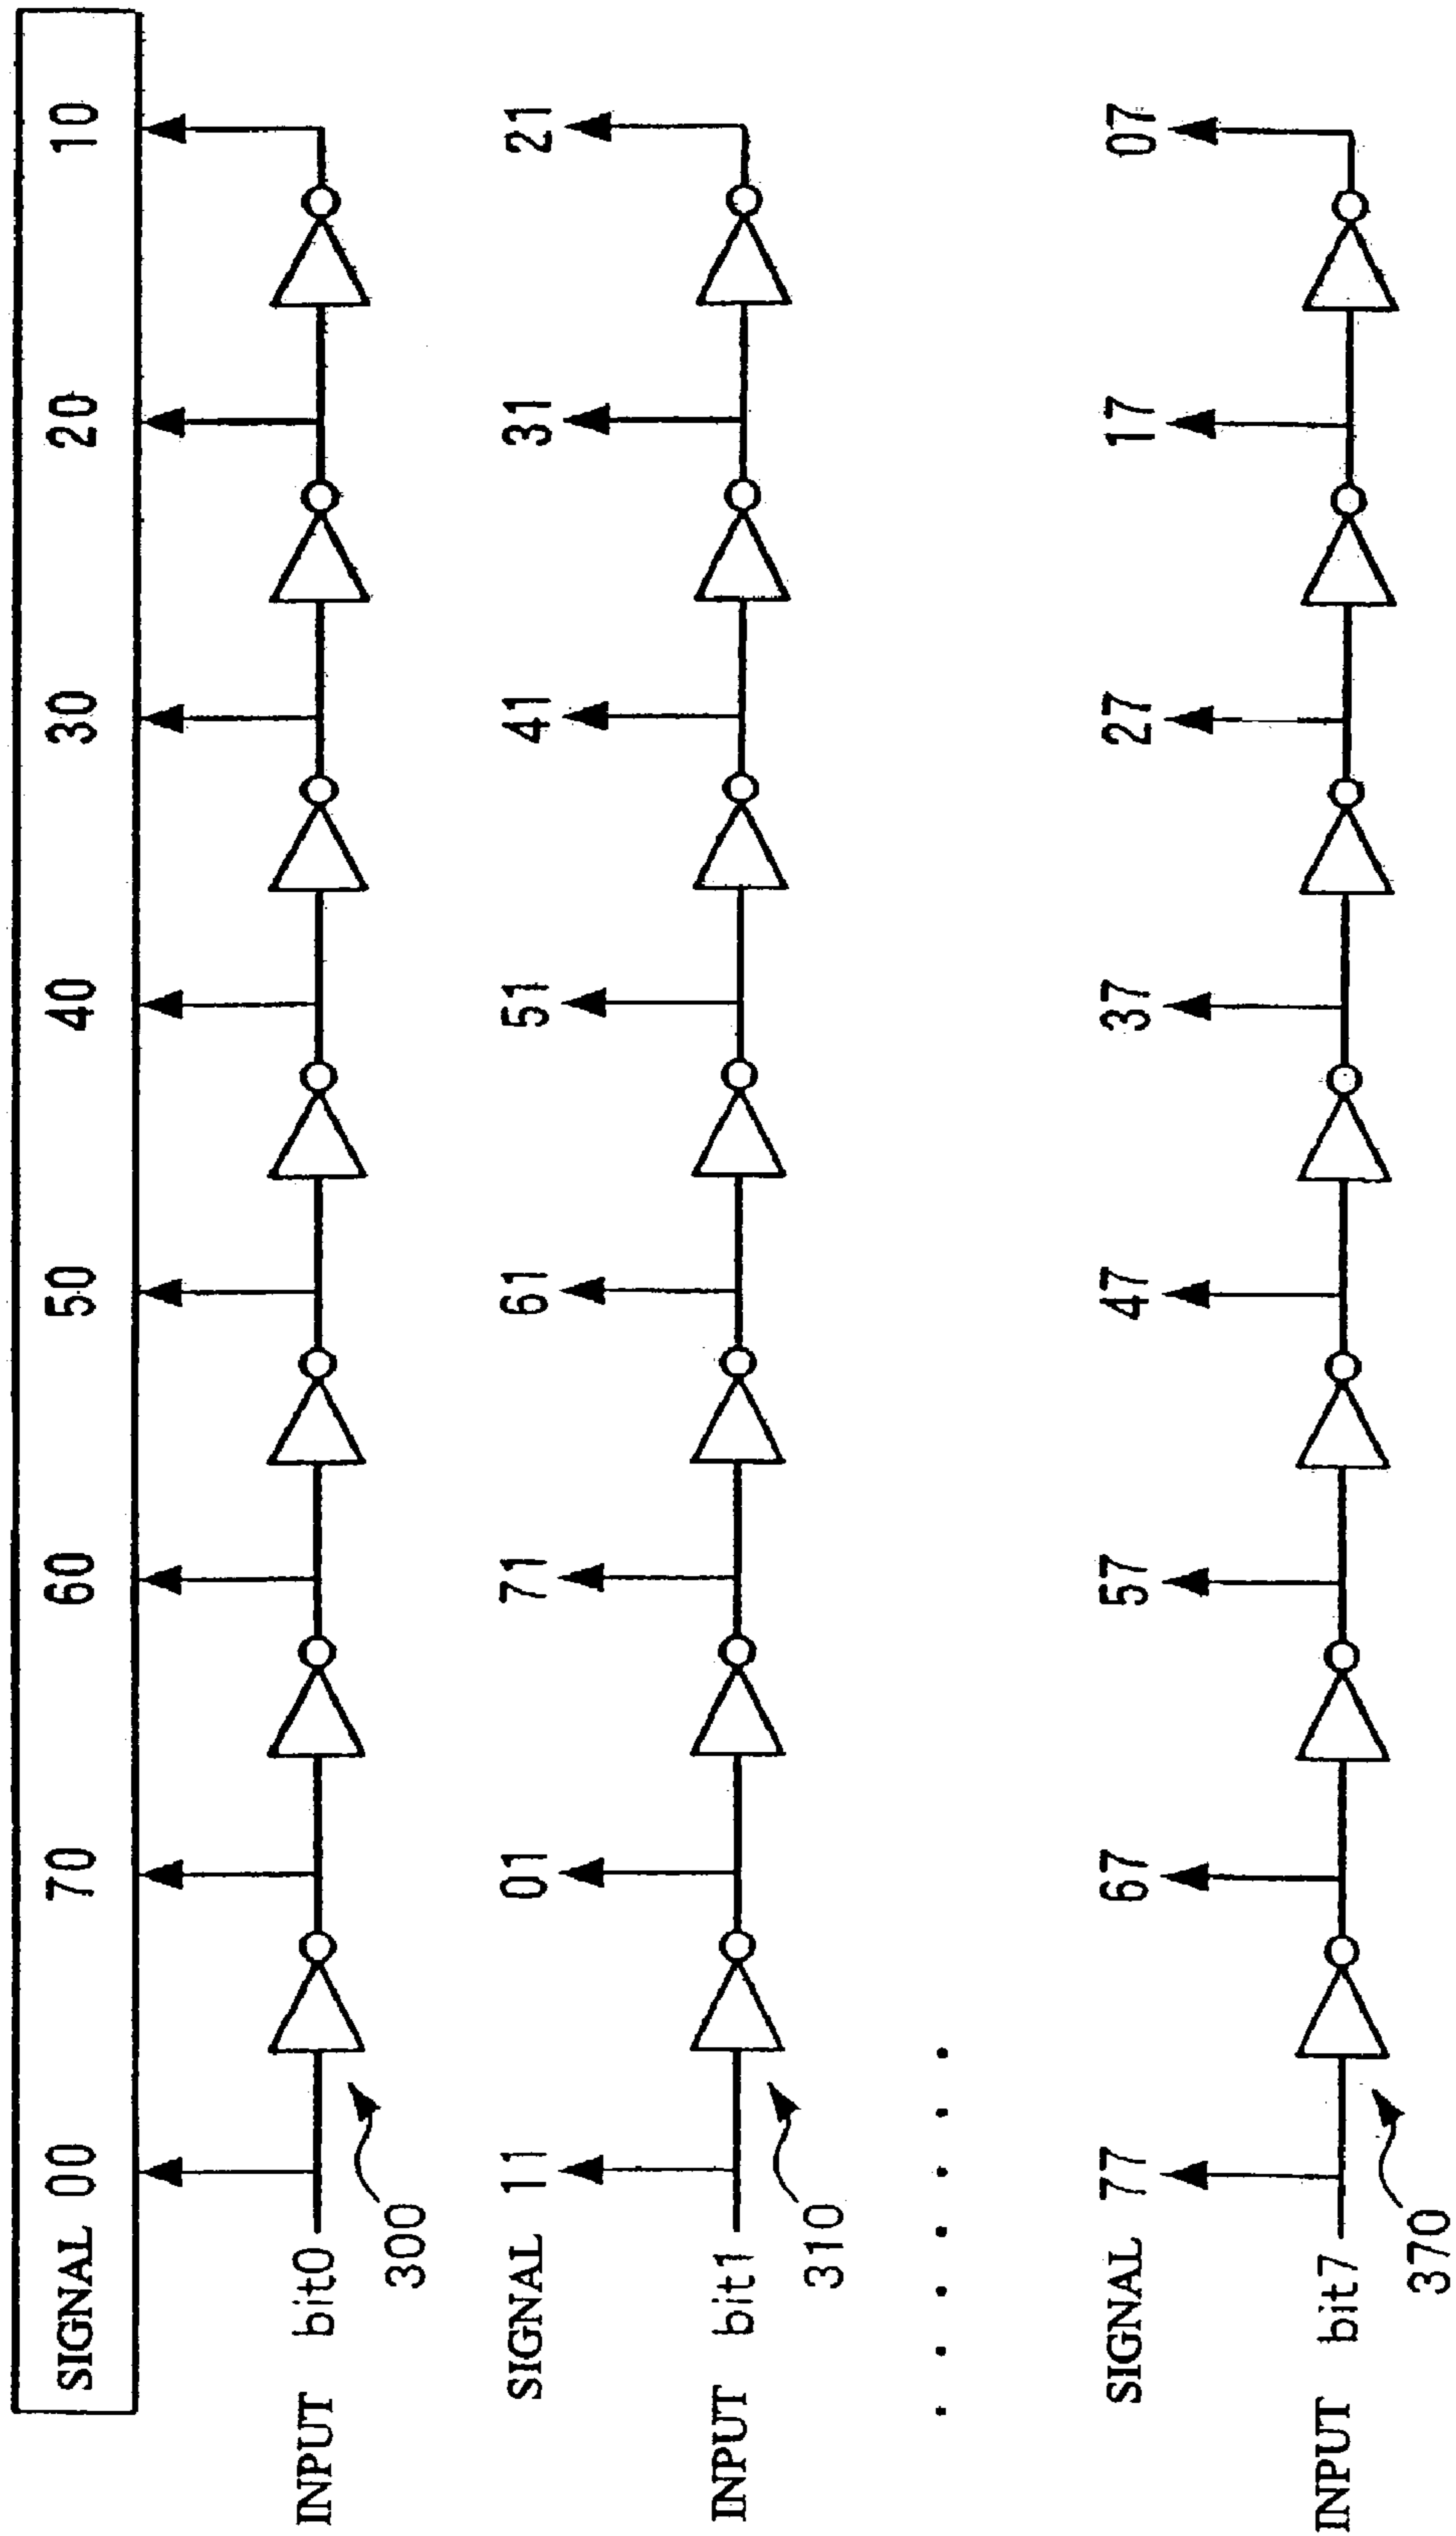 SIGNAL 00 70 60 50 40 30 20 10
INPUT bit0
300
SIGNAL 11 01 71 61 51 41 31 21
INPUT bit1
310
SIGNAL 77 67 57 47 37 27 17 07
INPUT bit7
370